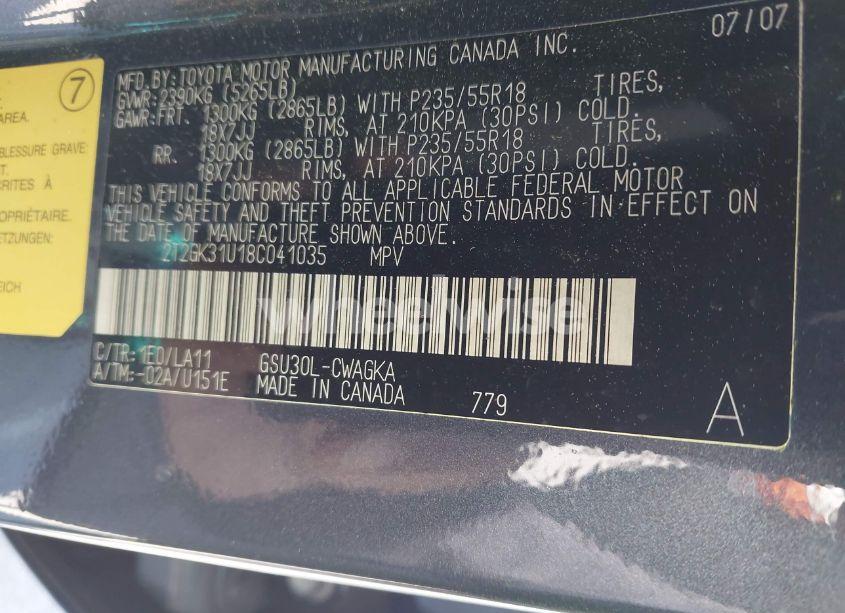 07/07
MFD.BY:TOYOTA MOTOR MANUFACTURING CANADA INC.
GVWR:2390KG (5265LB)
GAWR:FRT. 1300KG (2865LB) WITH P235/55R18 TIRES,
18X7JJ RIMS, AT 210KPA (30PSI) COLD.
RR. 1300KG (2865LB) WITH P235/55R18 TIRES,
18X7JJ RIMS, AT 210KPA (30PSI) COLD.
THIS VEHICLE CONFORMS TO ALL APPLICABLE FEDERAL MOTOR
VEHICLE SAFETY AND THEFT PREVENTION STANDARDS IN EFFECT ON
THE DATE OF MANUFACTURE SHOWN ABOVE.
2T2GK31U18C041035 MPV
wheelwise
C/TR:1E0/LA11 GSU30L-CWAGKA
A/TM:-02A/U151E MADE IN CANADA 779
A
7
AREA.
BLESSURE GRAVE
T.
CRITES À
PROPRIÉTAIRE.
ETZUNGEN:
EICH